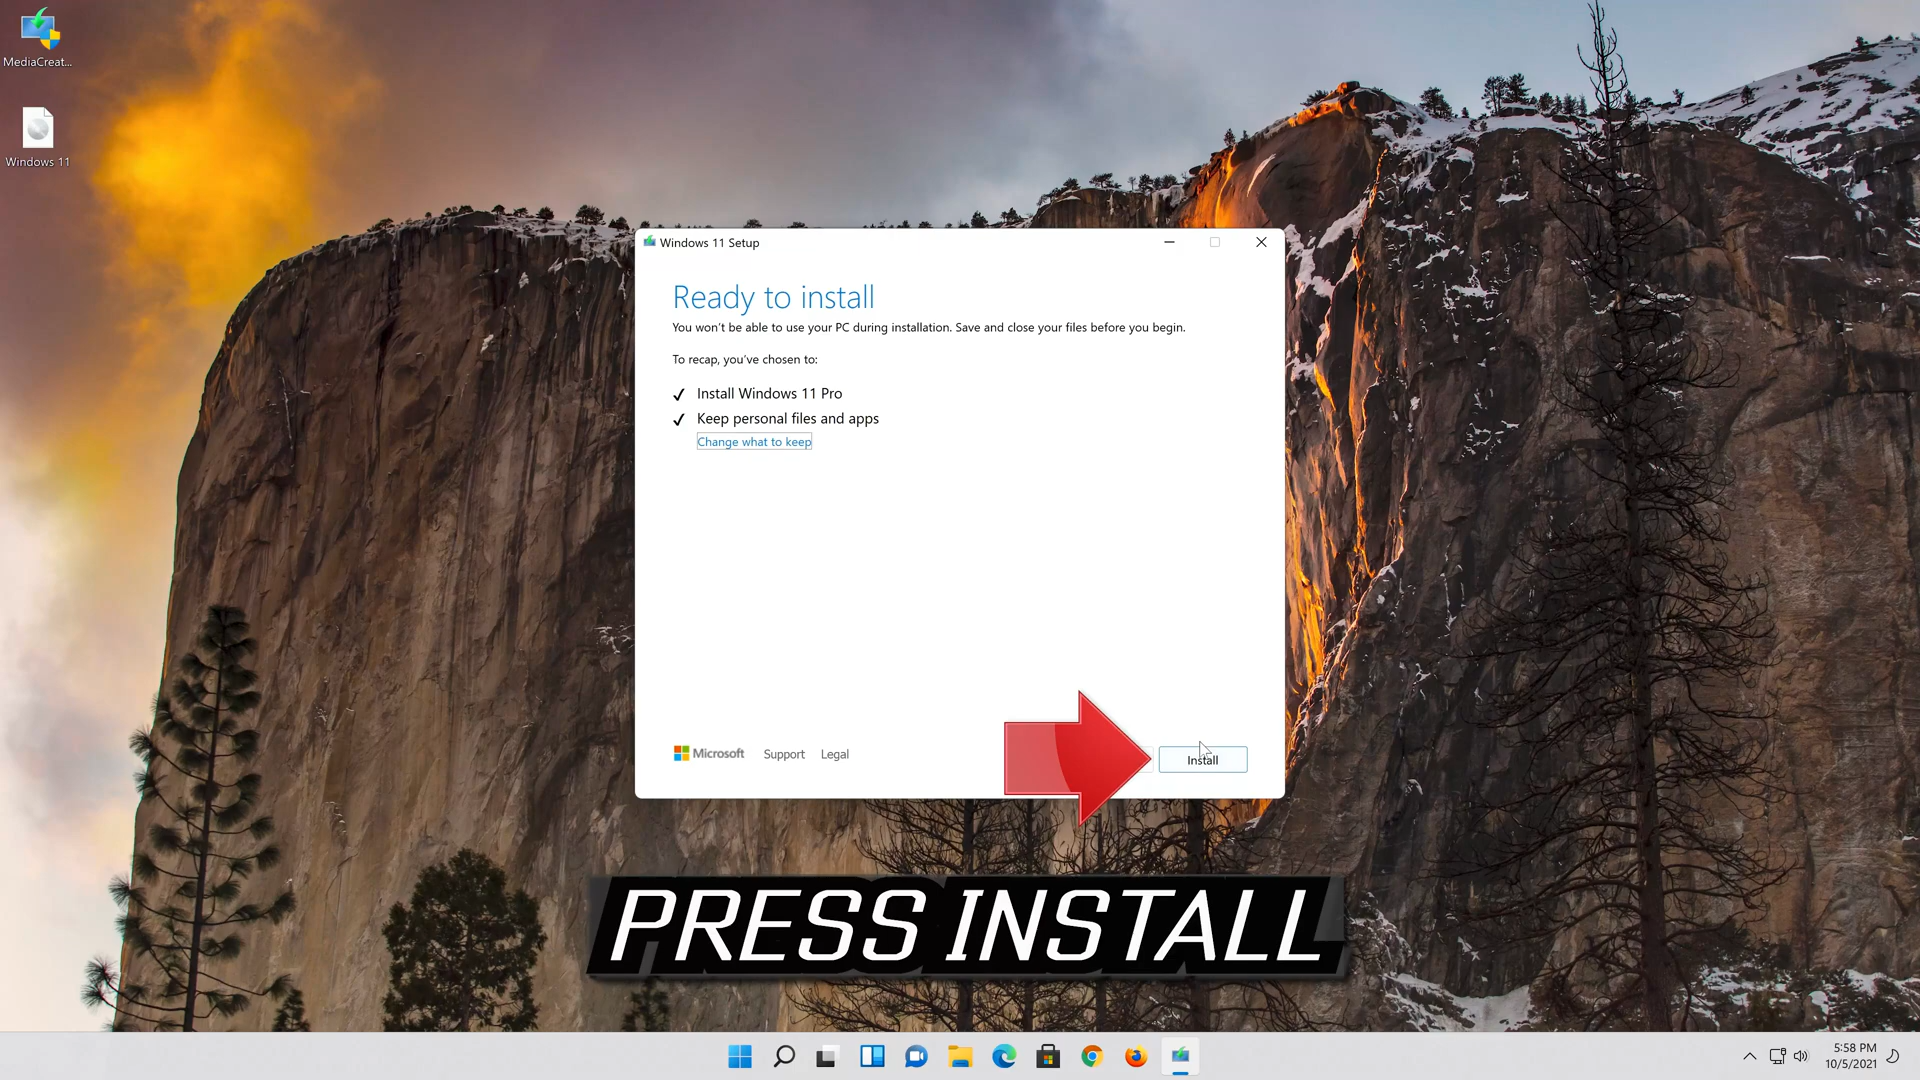 MediaCreat...
Windows 11
Windows 11 Setup
Ready to install
You won't be able to use your PC during installation. Save and close your files before you begin.
To recap, you've chosen to:
Install Windows 11 Pro
Keep personal files and apps
Change what to keep
Microsoft Support Legal
Install
PRESS INSTALL
5:58 PM
10/5/2021